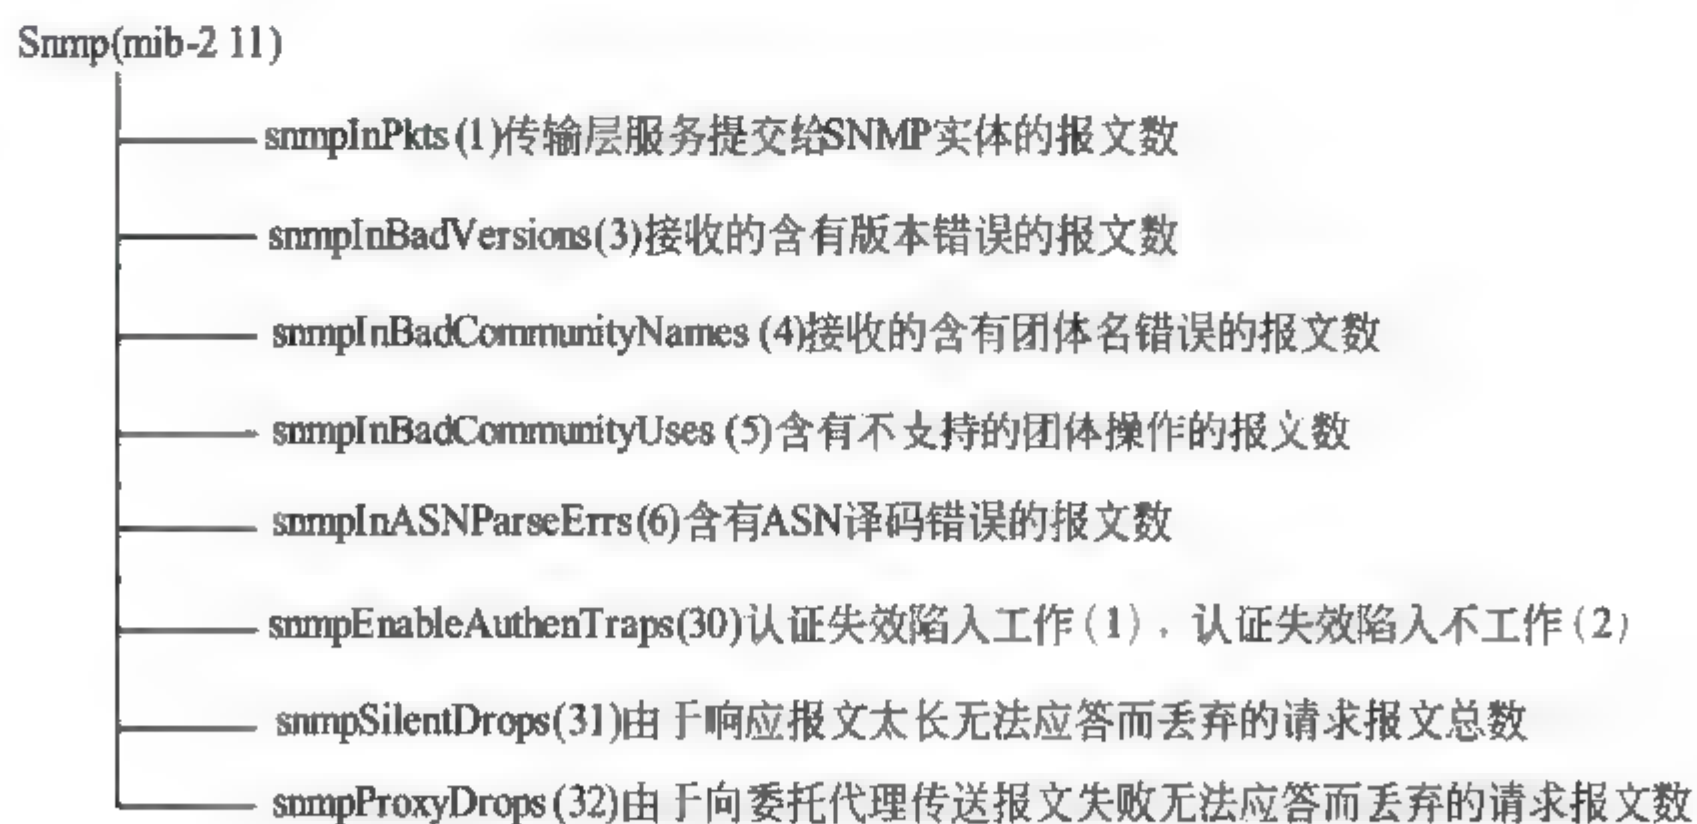 Snmp(mib-2 11)
snmpInPkts (1)传输层服务提交给SNMP实体的报文数
snmpInBadVersions(3)接收的含有版本错误的报文数
snmpInBadCommunityNames (4)接收的含有团体名错误的报文数
snmpInBadCommunityUses (5)含有不支持的团体操作的报文数
snmpInASNParseErrs(6)含有ASN译码错误的报文数
snmpEnableAuthenTraps(30)认证失效陷入工作(1),认证失效陷入不工作(2)
snmpSilentDrops(31)由于响应报文太长无法应答而丢弃的请求报文总数
snmpProxyDrops (32)由于向委托代理传送报文失败无法应答而丢弃的请求报文数